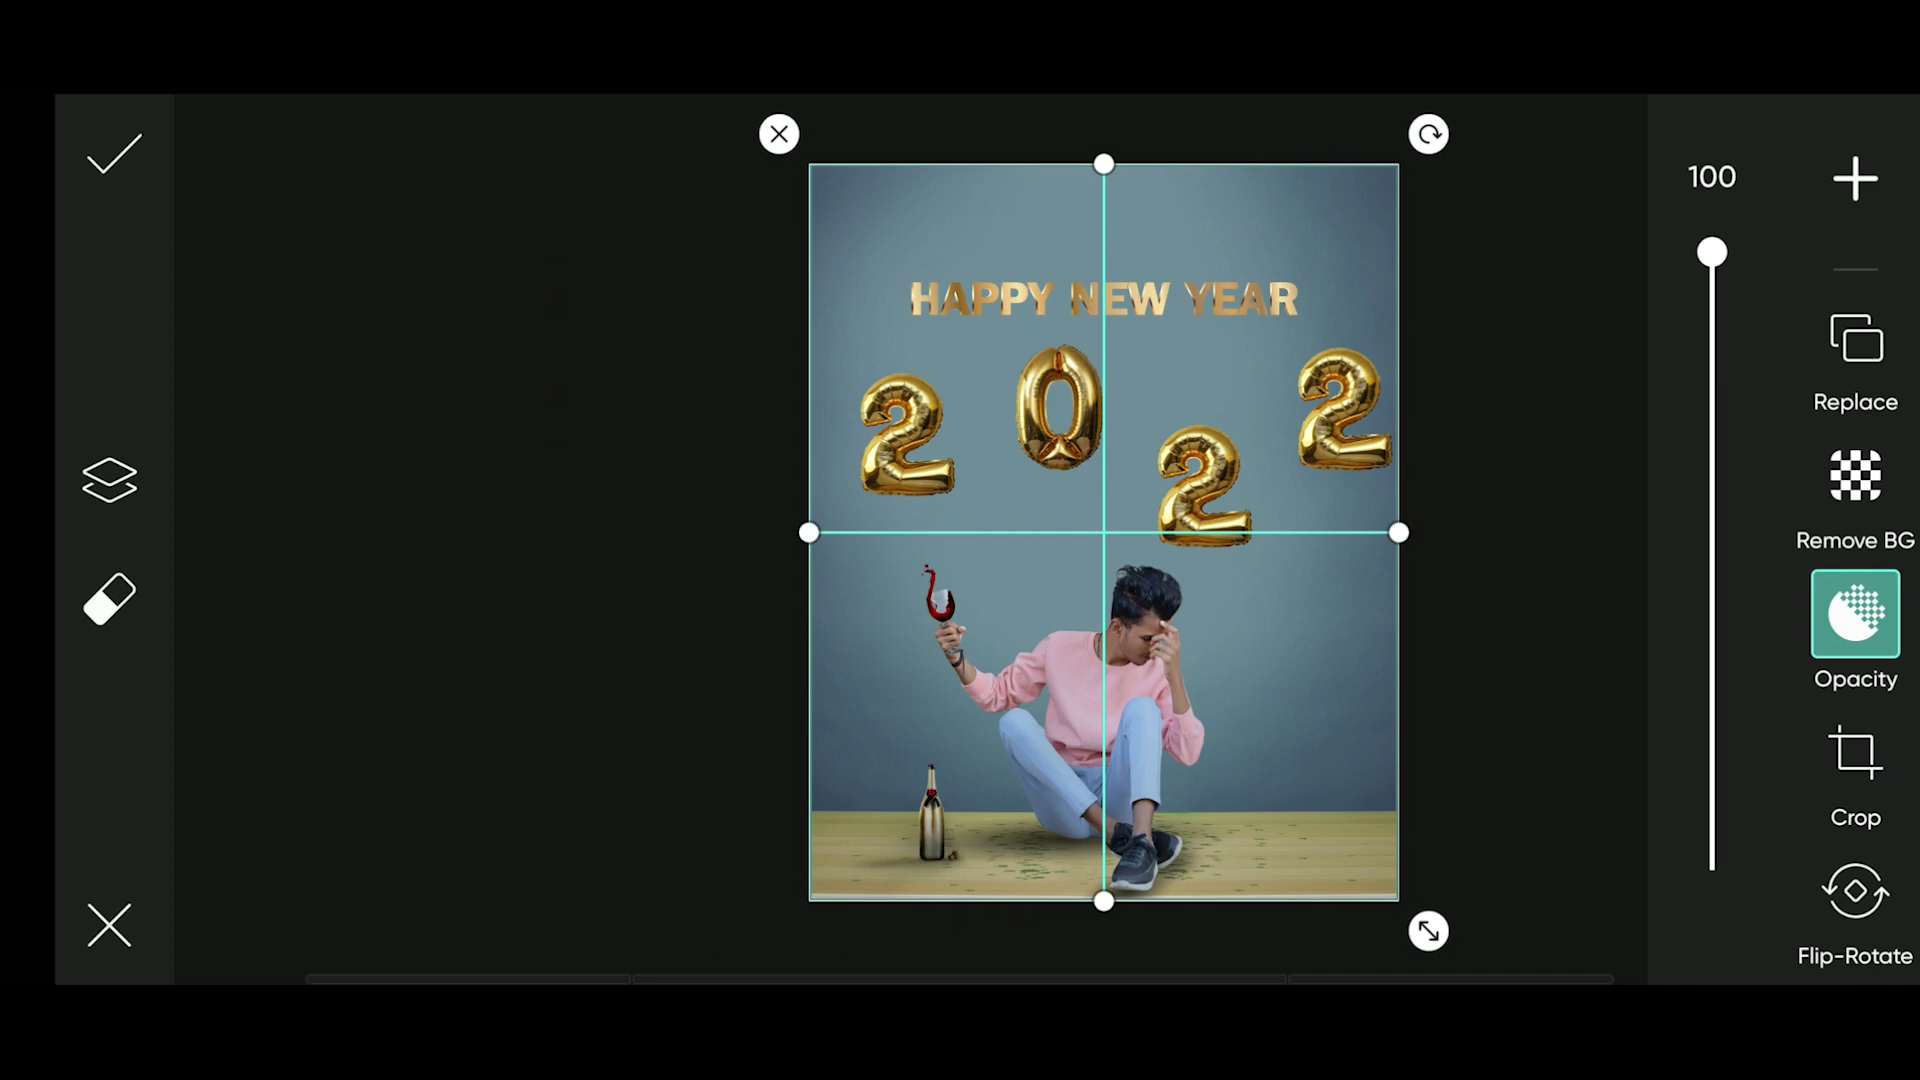 100
HAPPY NEW YEAR
2022
Replace
Remove BG
Opacity
Crop
Flip-Rotate